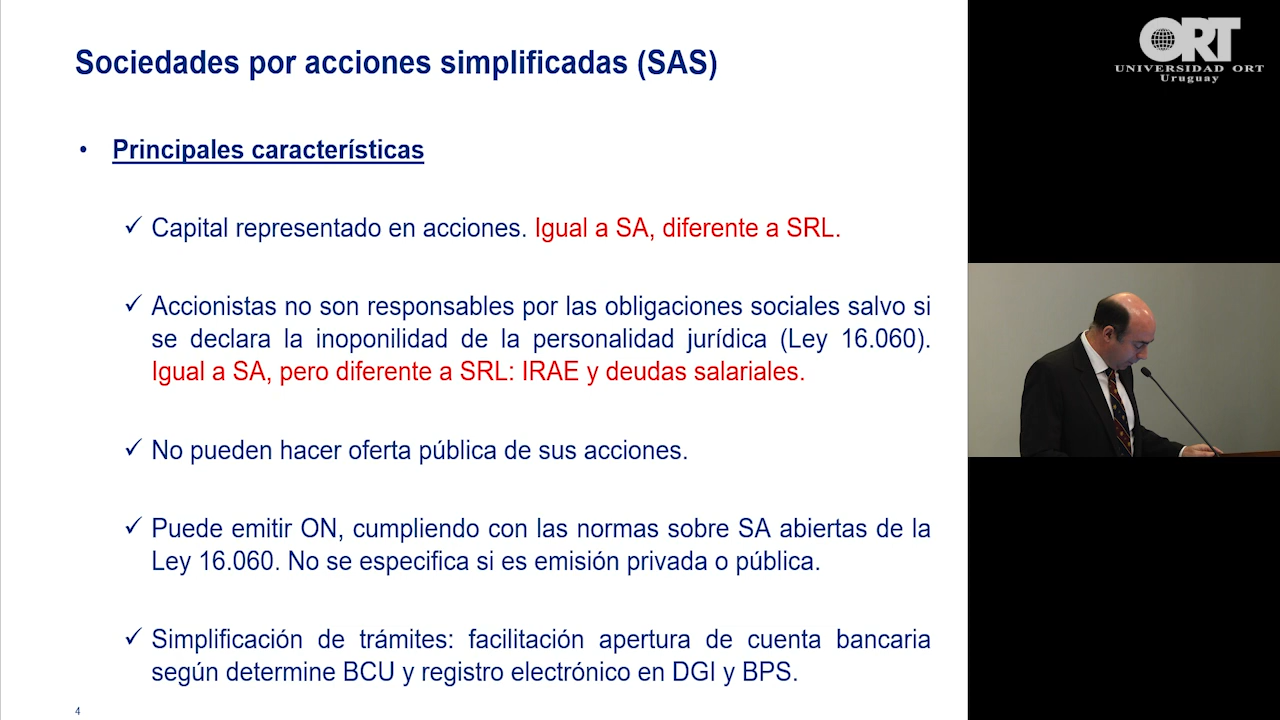 Sociedades por acciones simplificadas (SAS)
• Principales características
✓ Capital representado en acciones. Igual a SA, diferente a SRL.
✓ Accionistas no son responsables por las obligaciones sociales salvo si
se declara la inoponilidad de la personalidad jurídica (Ley 16.060).
Igual a SA, pero diferente a SRL: IRAE y deudas salariales.
✓ No pueden hacer oferta pública de sus acciones.
✓ Puede emitir ON, cumpliendo con las normas sobre SA abiertas de la
Ley 16.060. No se especifica si es emisión privada o pública.
✓ Simplificación de trámites: facilitación apertura de cuenta bancaria
según determine BCU y registro electrónico en DGI y BPS.
4
ORT
UNIVERSIDAD ORT
Uruguay